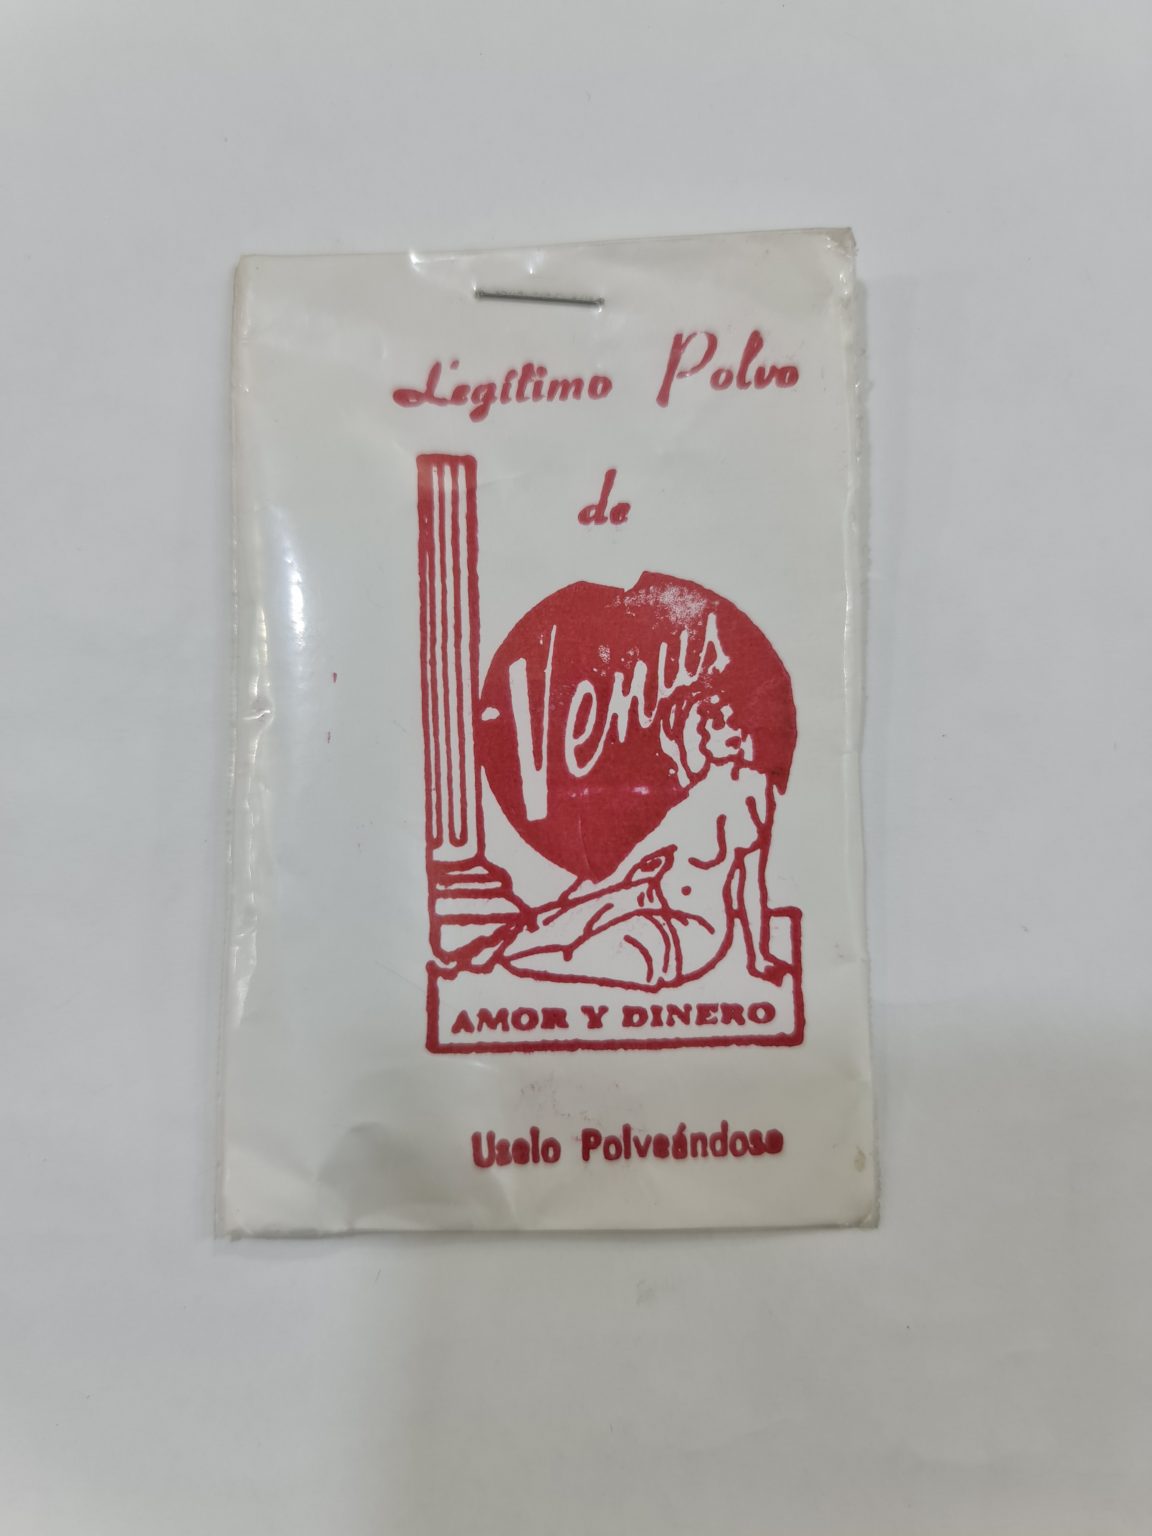 Legítimo Polvo
de
Venus
AMOR Y DINERO
Uselo Polveándose